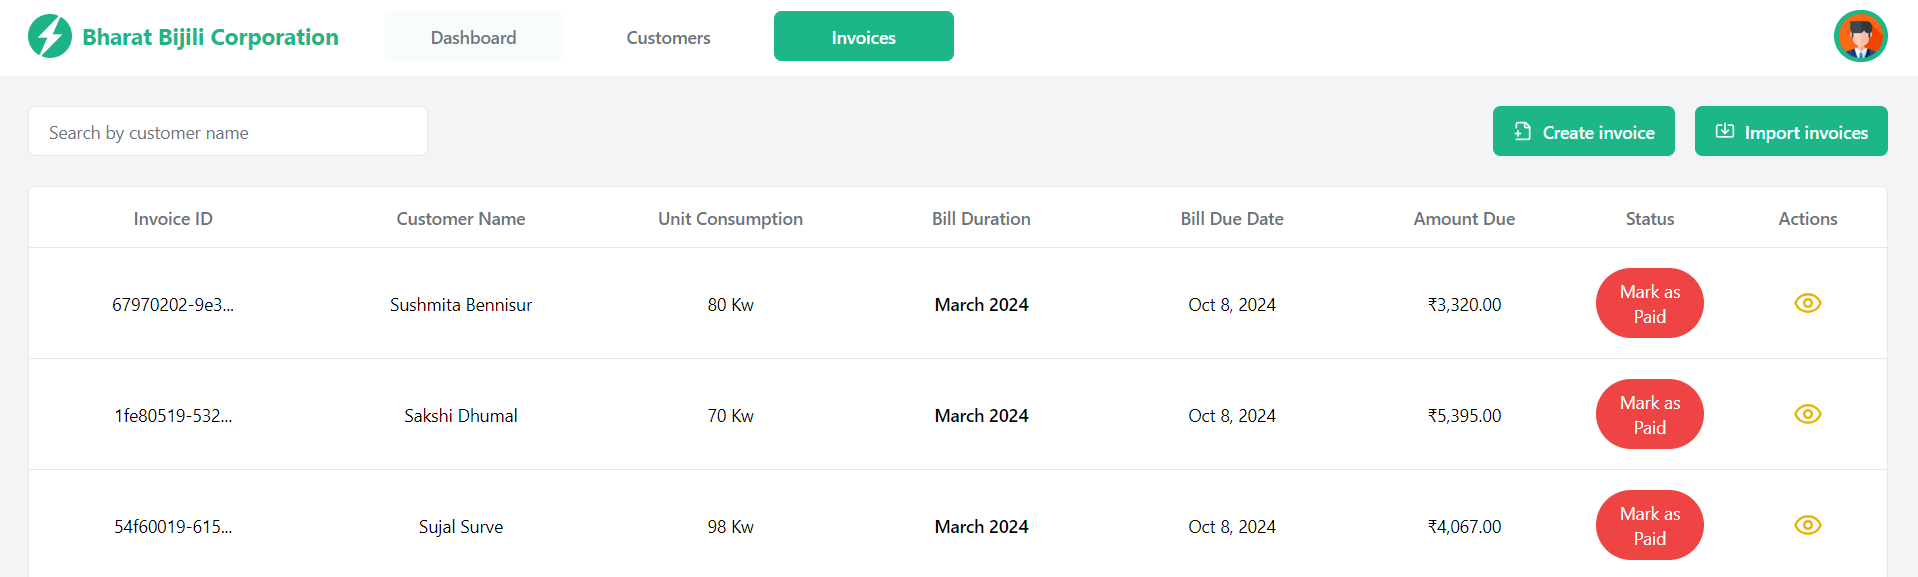 Bharat Bijili Corporation Dashboard Customers Invoices
Search by customer name Create invoice Import invoices
Invoice ID Customer Name Unit Consumption Bill Duration Bill Due Date Amount Due Status Actions
67970202-9e3... Sushmita Bennisur 80 Kw March 2024 Oct 8, 2024 ₹3,320.00 Mark as
Paid
1fe80519-532... Sakshi Dhumal 70 Kw March 2024 Oct 8, 2024 ₹5,395.00 Mark as
Paid
54f60019-615... Sujal Surve 98 Kw March 2024 Oct 8, 2024 ₹4,067.00 Mark as
Paid